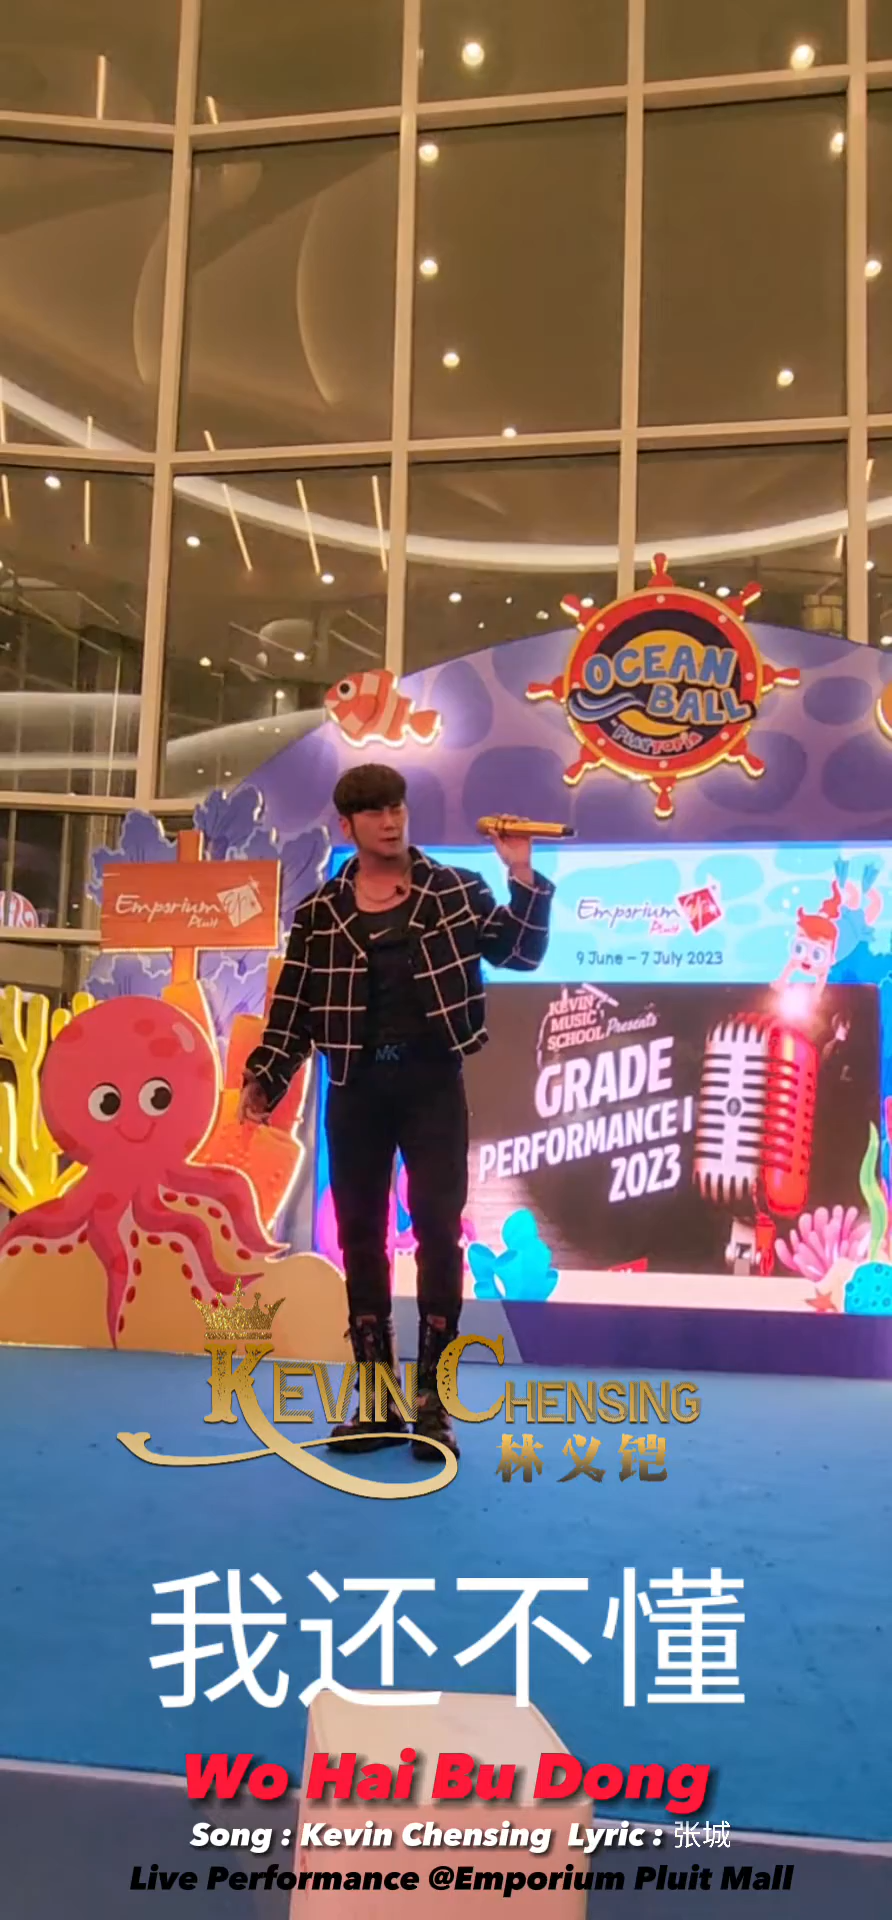 OCEAN
BALL
PLAYTOPIA
Emporium
Pluit
Emporium
Pluit
9 June – 7 July 2023
KEVIN
MUSIC
SCHOOL Presents
GRADE
PERFORMANCE I
2023
KEVIN CHENSING
林义铠
我还不懂
Wo Hai Bu Dong
Song : Kevin Chensing Lyric : 张城
Live Performance @Emporium Pluit Mall